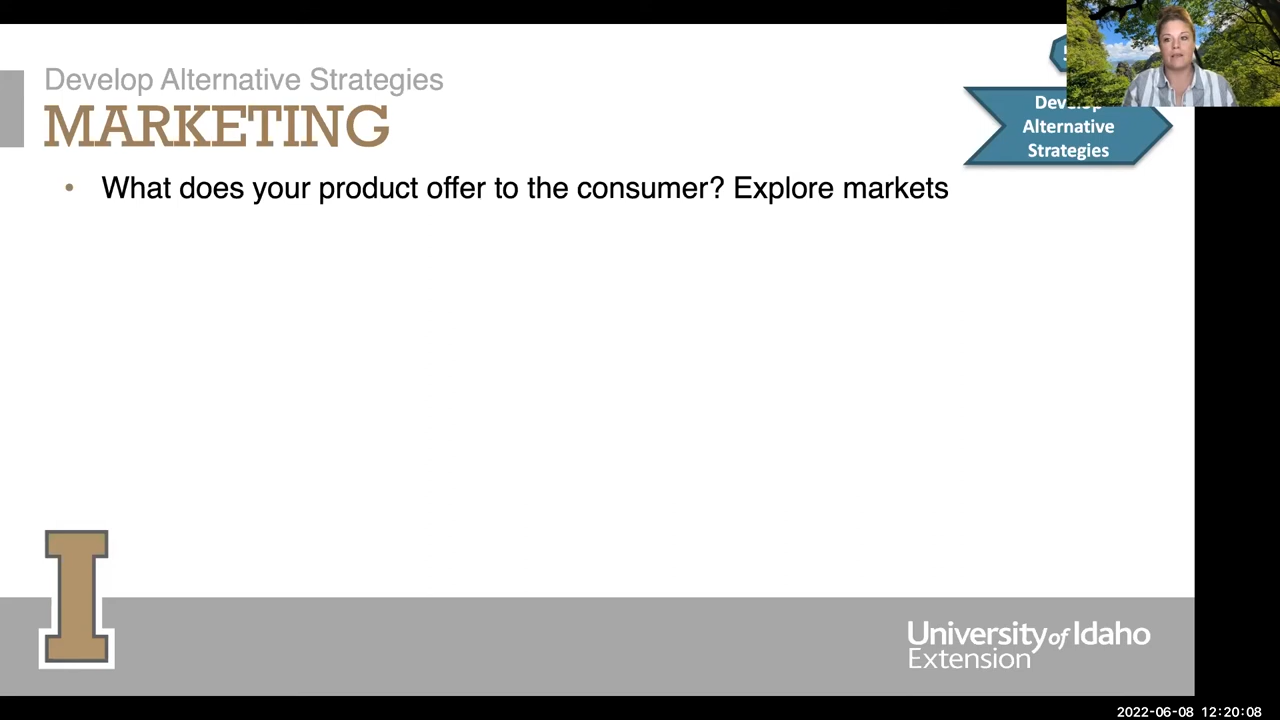 Develop Alternative Strategies
MARKETING
• What does your product offer to the consumer? Explore markets
Develop
Alternative
Strategies
I
University of Idaho
Extension
2022-06-08 12:20:08